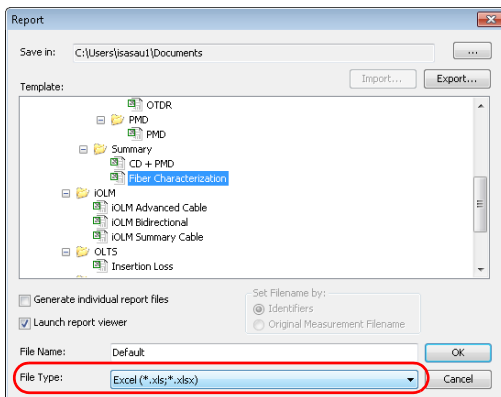 Report
Save in: C:\Users\isasau1\Documents ...
Import... Export...
Template:
OTDR
PMD
PMD
Summary
CD + PMD
Fiber Characterization
iOLM
iOLM Advanced Cable
iOLM Bidirectional
iOLM Summary Cable
OLTS
Insertion Loss
Generate individual report files
Launch report viewer
Set Filename by:
Identifiers
Original Measurement Filename
File Name: Default OK
File Type: Excel (*.xls;*.xlsx) Cancel